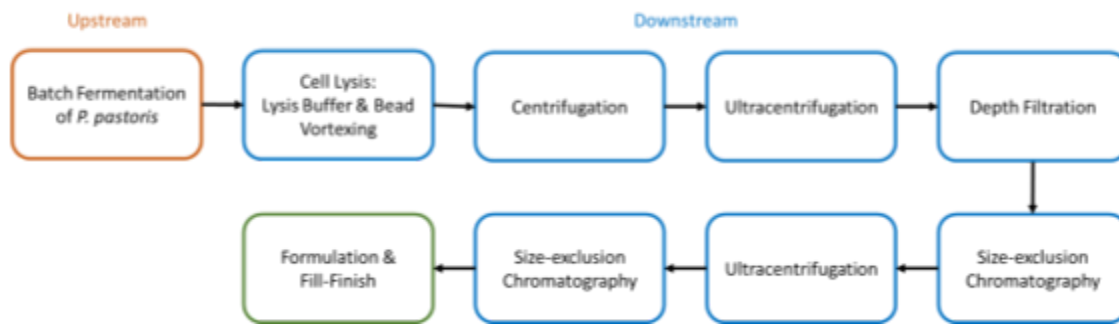 Upstream
Downstream
Batch Fermentation
of P. pastoris
Cell Lysis:
Lysis Buffer & Bead
Vortexing
Centrifugation
Ultracentrifugation
Depth Filtration
Formulation &
Fill-Finish
Size-exclusion
Chromatography
Ultracentrifugation
Size-exclusion
Chromatography